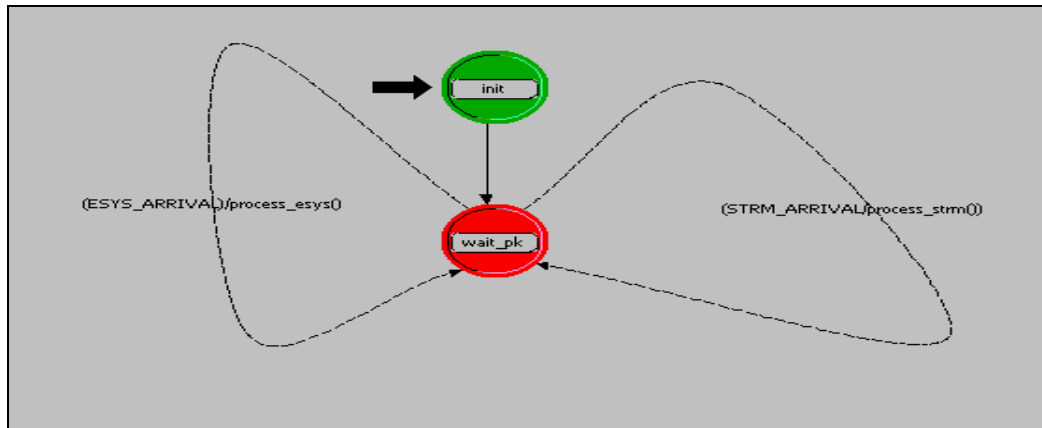 init
(ESYS_ARRIVAL)/process_esys()
(STRM_ARRIVAL/process_strm())
wait_pk